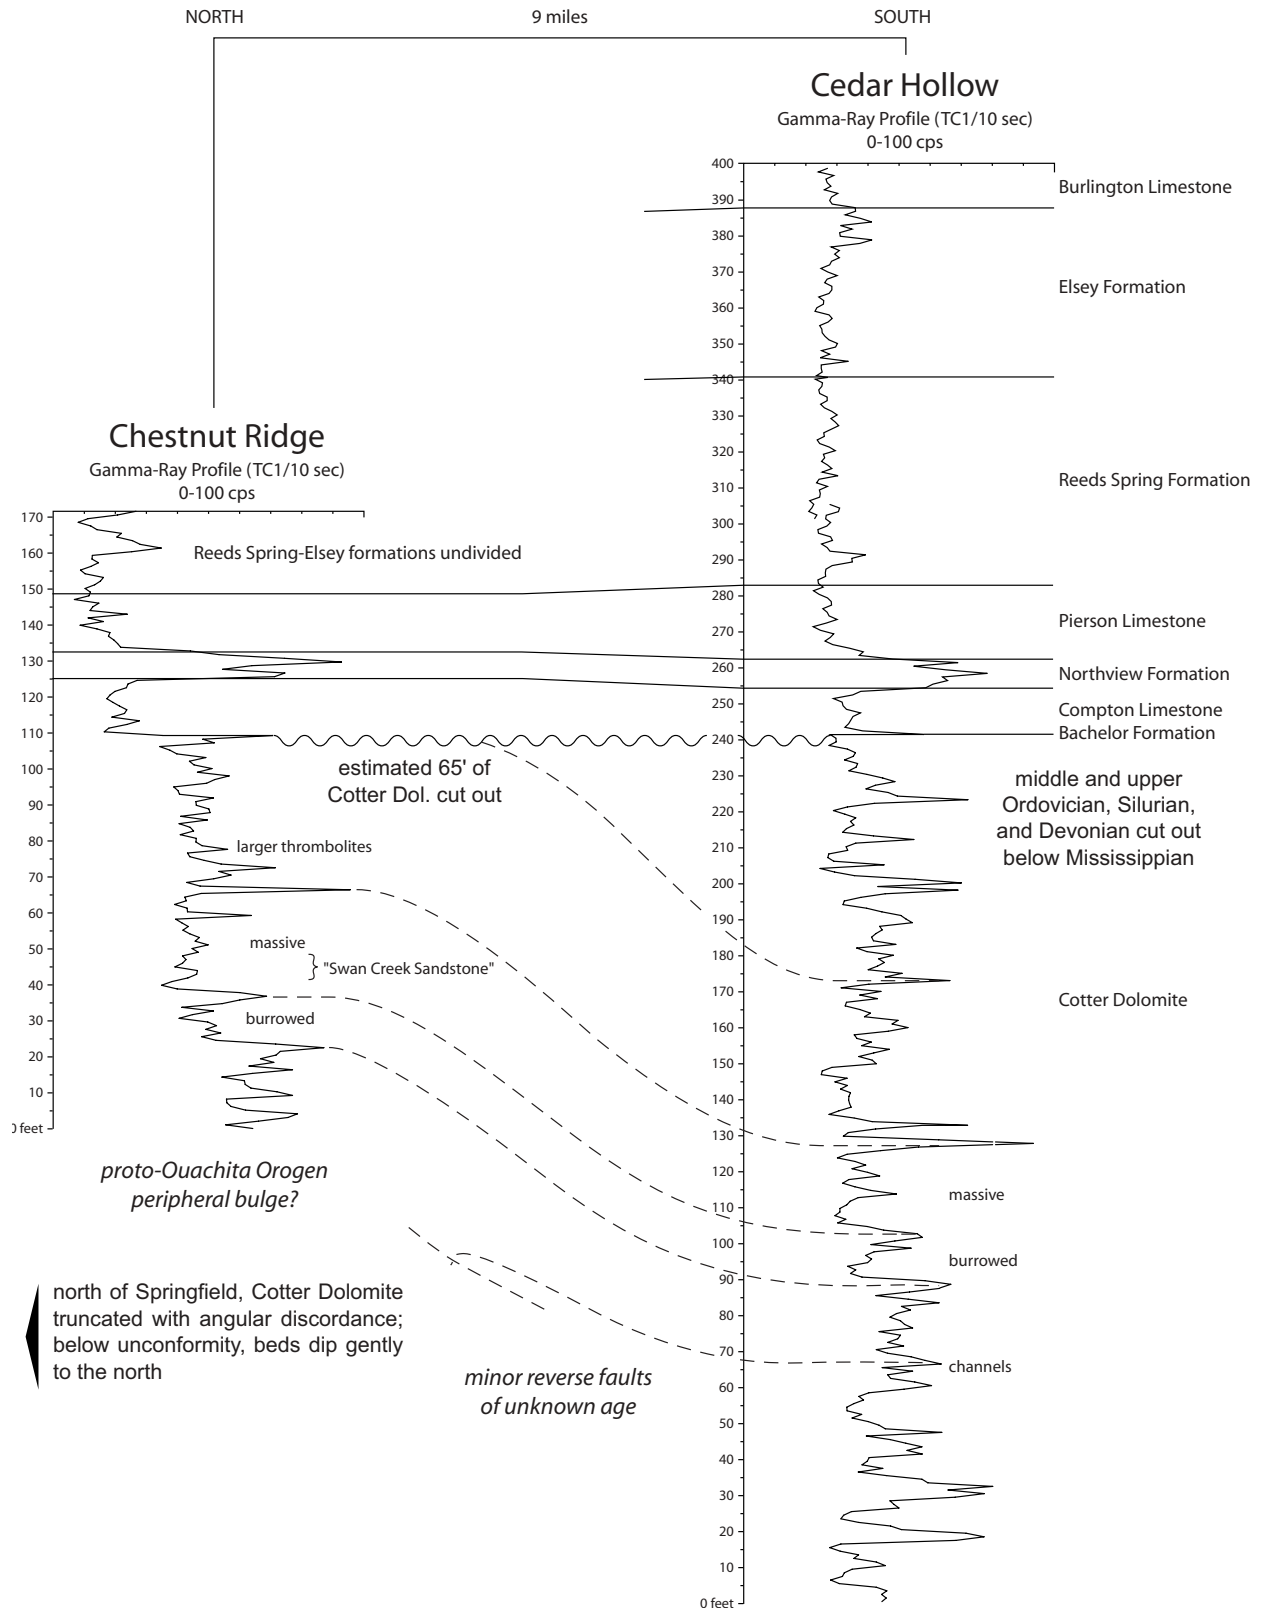 NORTH
9 miles
SOUTH
Cedar Hollow
Gamma-Ray Profile (TC1/10 sec)
0-100 cps
400
390
380
370
360
350
340
330
320
310
300
290
280
270
260
250
240
230
220
210
200
190
180
170
160
150
140
130
120
110
100
90
80
70
60
50
40
30
20
10
0 feet
Burlington Limestone
Elsey Formation
Reeds Spring Formation
Pierson Limestone
Northview Formation
Compton Limestone
Bachelor Formation
middle and upper
Ordovician, Silurian,
and Devonian cut out
below Mississippian
Cotter Dolomite
massive
burrowed
channels
Chestnut Ridge
Gamma-Ray Profile (TC1/10 sec)
0-100 cps
170
160
150
140
130
120
110
100
90
80
70
60
50
40
30
20
10
0 feet
Reeds Spring-Elsey formations undivided
estimated 65' of
Cotter Dol. cut out
larger thrombolites
massive
"Swan Creek Sandstone"
burrowed
proto-Ouachita Orogen
peripheral bulge?
north of Springfield, Cotter Dolomite
truncated with angular discordance;
below unconformity, beds dip gently
to the north
minor reverse faults
of unknown age